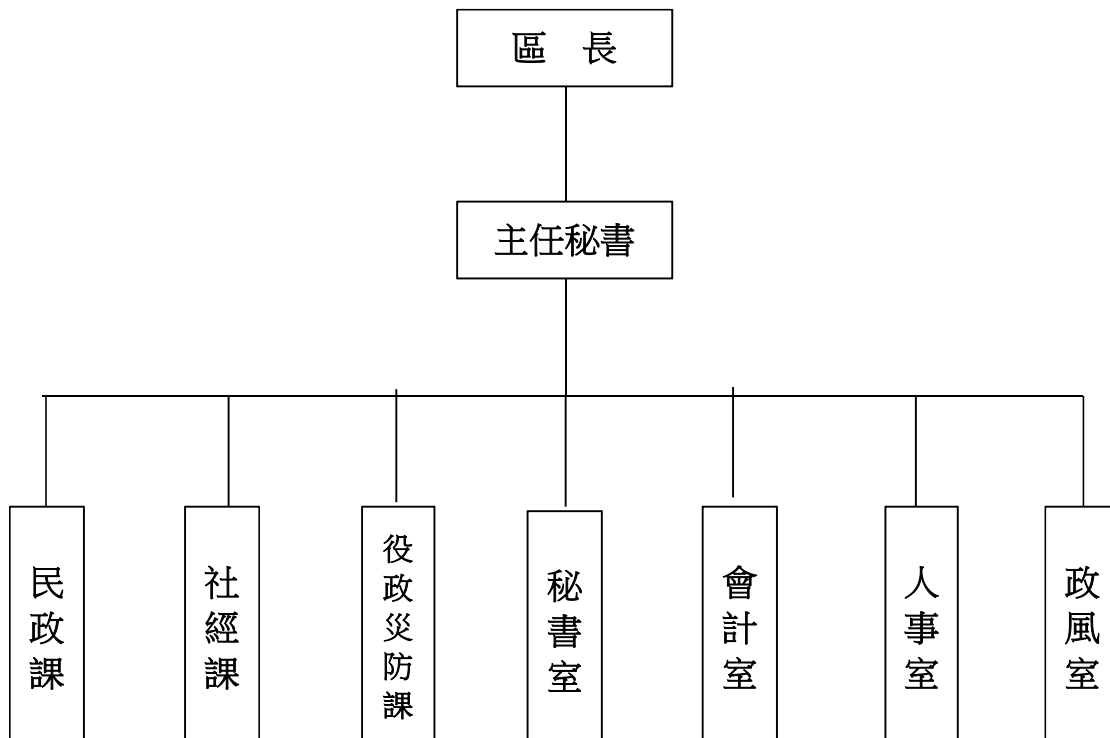 區 長
主任秘書
民政課
社經課
役政災防課
秘書室
會計室
人事室
政風室